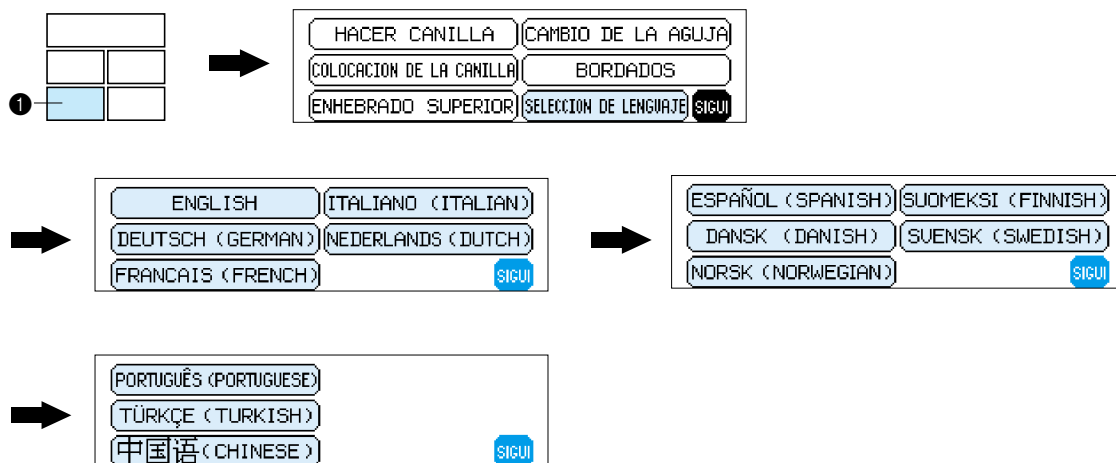 HACER CANILLA CAMBIO DE LA AGUJA
❶ COLOCACION DE LA CANILLA BORDADOS
ENHEBRADO SUPERIOR SELECCION DE LENGUAJE SIGUI
ENGLISH ITALIANO (ITALIAN)
DEUTSCH (GERMAN) NEDERLANDS (DUTCH)
FRANCAIS (FRENCH) SIGUI
ESPAÑOL (SPANISH) SUOMEKSI (FINNISH)
DANSK (DANISH) SVENSK (SWEDISH)
NORSK (NORWEGIAN) SIGUI
PORTUGUÊS (PORTUGUESE)
TÜRKÇE (TURKISH)
中国语 (CHINESE) SIGUI